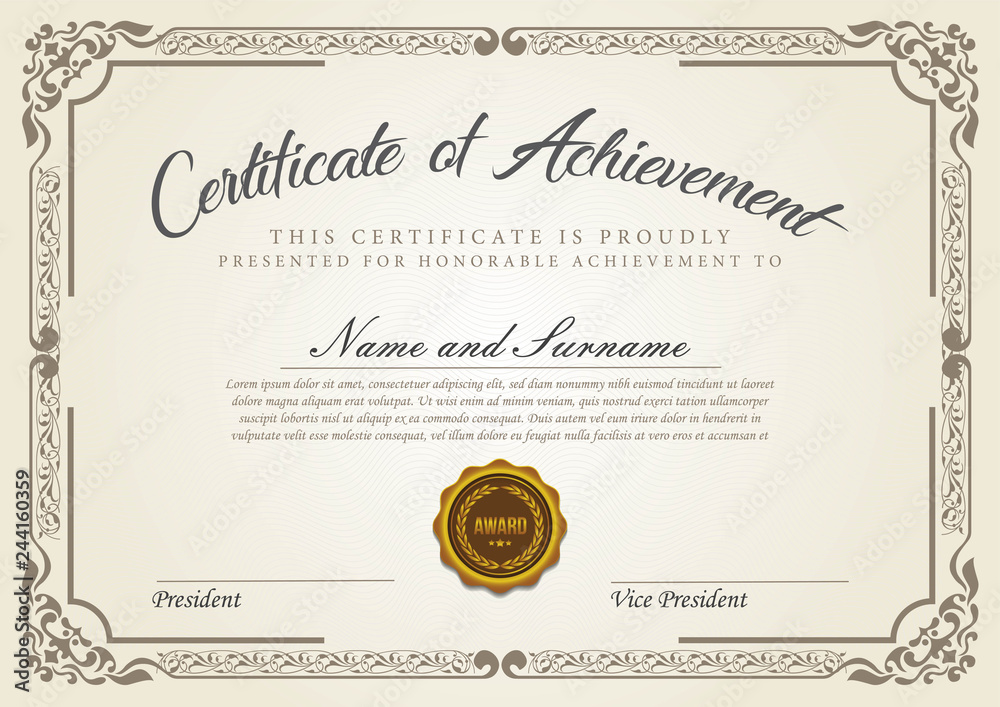 Certificate of Achievement
THIS CERTIFICATE IS PROUDLY
PRESENTED FOR HONORABLE ACHIEVEMENT TO
Name and Surname
Lorem ipsum dolor sit amet, consectetuer adipiscing elit, sed diam nonummy nibh euismod tincidunt ut laoreet
dolore magna aliquam erat volutpat. Ut wisi enim ad minim veniam, quis nostrud exerci tation ullamcorper
suscipit lobortis nisl ut aliquip ex ea commodo consequat. Duis autem vel eum iriure dolor in hendrerit in
vulputate velit esse molestie consequat, vel illum dolore eu feugiat nulla facilisis at vero eros et accumsan et
AWARD
President
Vice President
Adobe Stock | #244160359